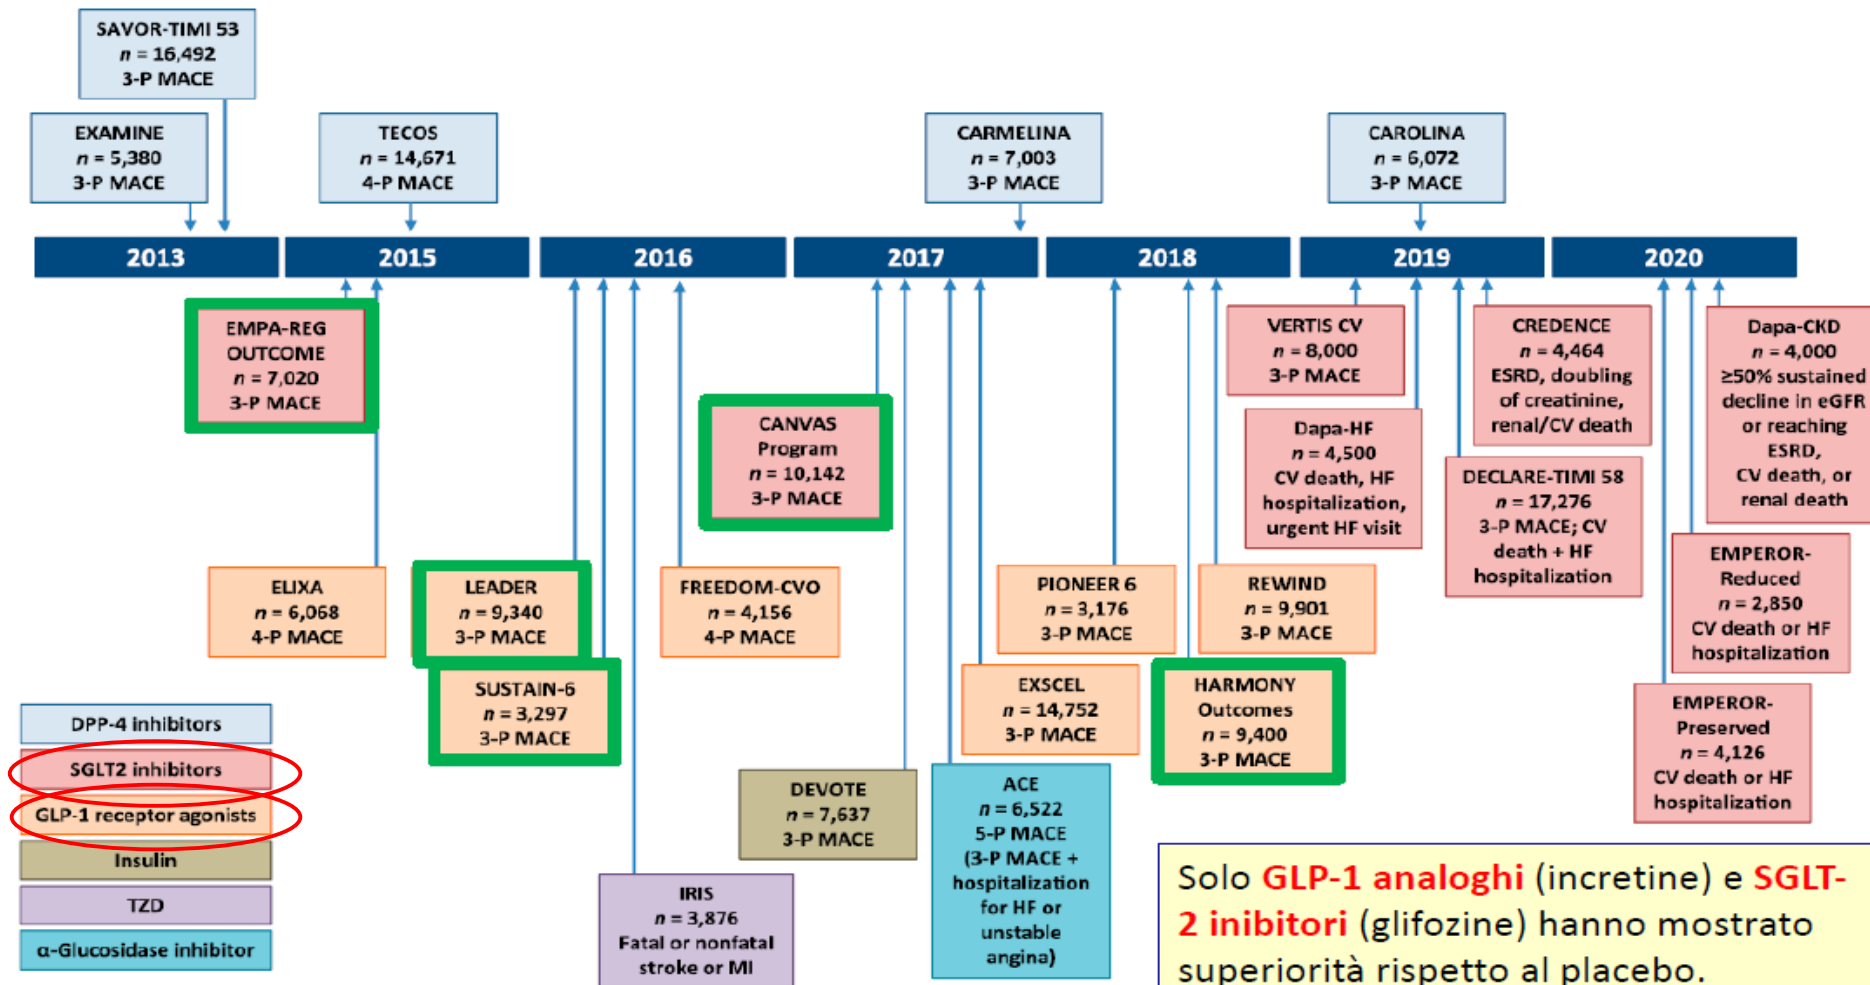 SAVOR-TIMI 53
n = 16,492
3-P MACE
EXAMINE
n = 5,380
3-P MACE
TECOS
n = 14,671
4-P MACE
CARMELINA
n = 7,003
3-P MACE
CAROLINA
n = 6,072
3-P MACE
2013
2015
2016
2017
2018
2019
2020
EMPA-REG
OUTCOME
n = 7,020
3-P MACE
CANVAS
Program
n = 10,142
3-P MACE
VERTIS CV
n = 8,000
3-P MACE
CREDENCE
n = 4,464
ESRD, doubling
of creatinine,
renal/CV death
Dapa-CKD
n = 4,000
≥50% sustained
decline in eGFR
or reaching
ESRD,
CV death, or
renal death
Dapa-HF
n = 4,500
CV death, HF
hospitalization,
urgent HF visit
DECLARE-TIMI 58
n = 17,276
3-P MACE; CV
death + HF
hospitalization
ELIXA
n = 6,068
4-P MACE
LEADER
n = 9,340
3-P MACE
FREEDOM-CVO
n = 4,156
4-P MACE
PIONEER 6
n = 3,176
3-P MACE
REWIND
n = 9,901
3-P MACE
EMPEROR-
Reduced
n = 2,850
CV death or HF
hospitalization
SUSTAIN-6
n = 3,297
3-P MACE
EXSCEL
n = 14,752
3-P MACE
HARMONY
Outcomes
n = 9,400
3-P MACE
EMPEROR-
Preserved
n = 4,126
CV death or HF
hospitalization
DPP-4 inhibitors
SGLT2 inhibitors
GLP-1 receptor agonists
Insulin
TZD
α-Glucosidase inhibitor
DEVOTE
n = 7,637
3-P MACE
ACE
n = 6,522
5-P MACE
(3-P MACE +
hospitalization
for HF or
unstable
angina)
IRIS
n = 3,876
Fatal or nonfatal
stroke or MI
Solo GLP-1 analoghi (incretine) e SGLT-
2 inibitori (glifozine) hanno mostrato
superiorità rispetto al placebo.